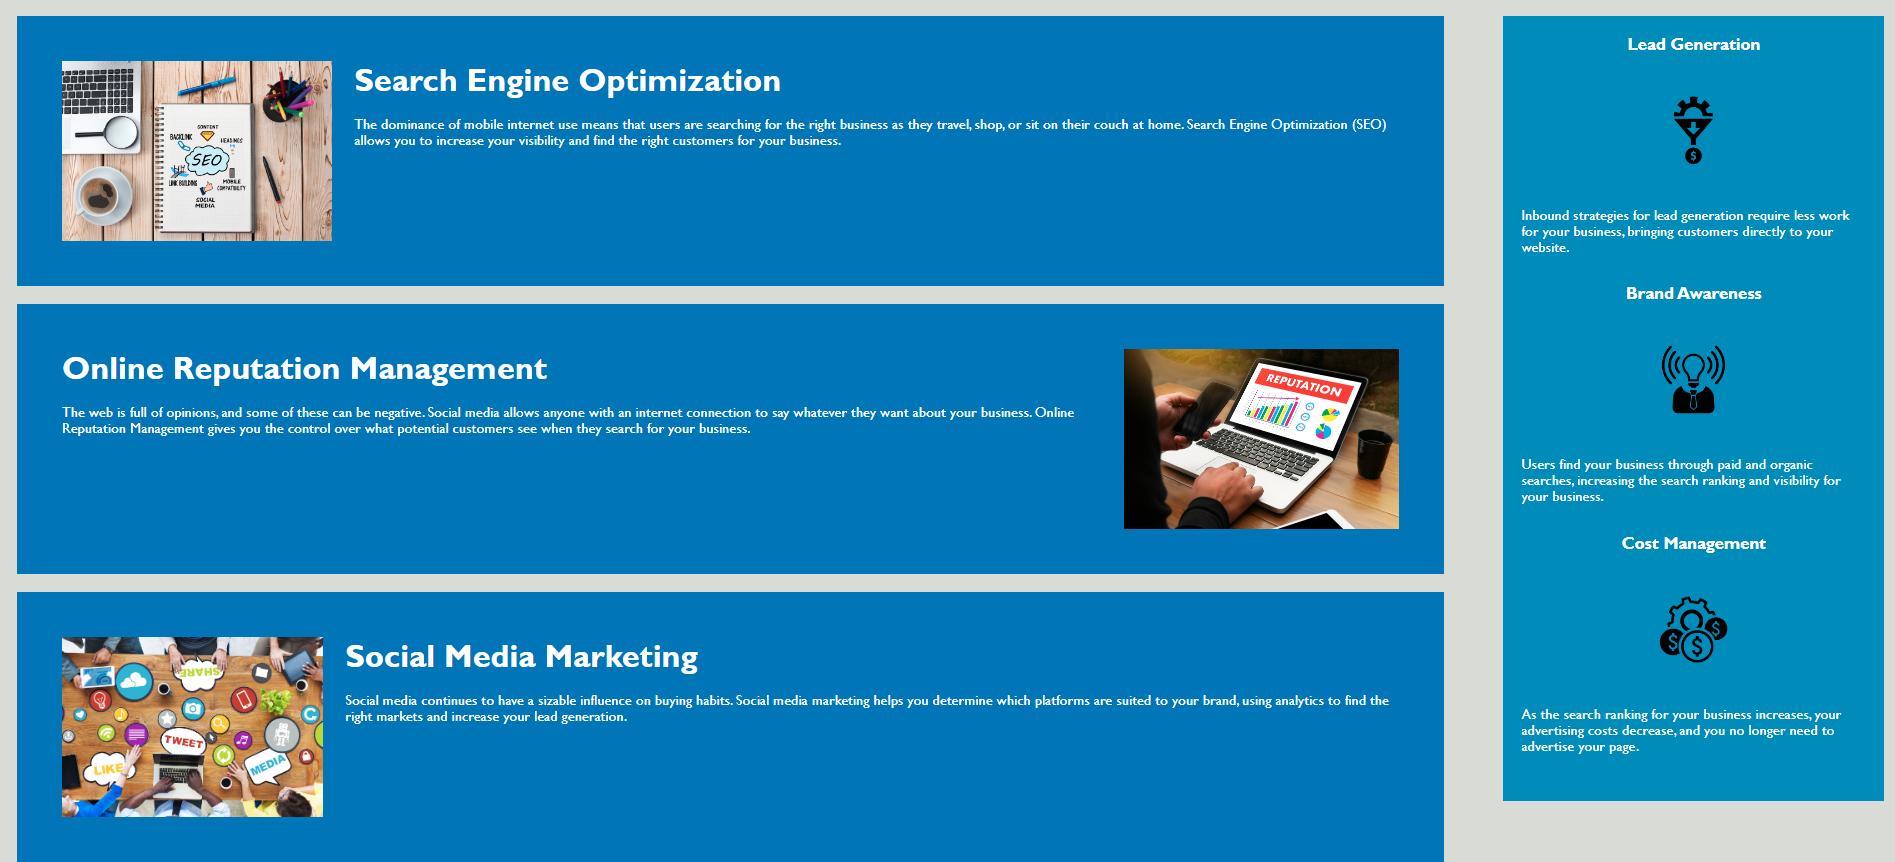 Search Engine Optimization
The dominance of mobile internet use means that users are searching for the right business as they travel, shop, or sit on their couch at home. Search Engine Optimization (SEO)
allows you to increase your visibility and find the right customers for your business.
CONTENT
BACKLINK
HEADINGS
SEO
LINK BUILDING
MOBILE
COMPATIBILITY
SOCIAL
MEDIA
Online Reputation Management
The web is full of opinions, and some of these can be negative. Social media allows anyone with an internet connection to say whatever they want about your business. Online
Reputation Management gives you the control over what potential customers see when they search for your business.
REPUTATION
Social Media Marketing
Social media continues to have a sizable influence on buying habits. Social media marketing helps you determine which platforms are suited to your brand, using analytics to find the
right markets and increase your lead generation.
SHARE
TWEET
LIKE
MEDIA
Lead Generation
$
Inbound strategies for lead generation require less work
for your business, bringing customers directly to your
website.
Brand Awareness
Users find your business through paid and organic
searches, increasing the search ranking and visibility for
your business.
Cost Management
$ $ $
As the search ranking for your business increases, your
advertising costs decrease, and you no longer need to
advertise your page.